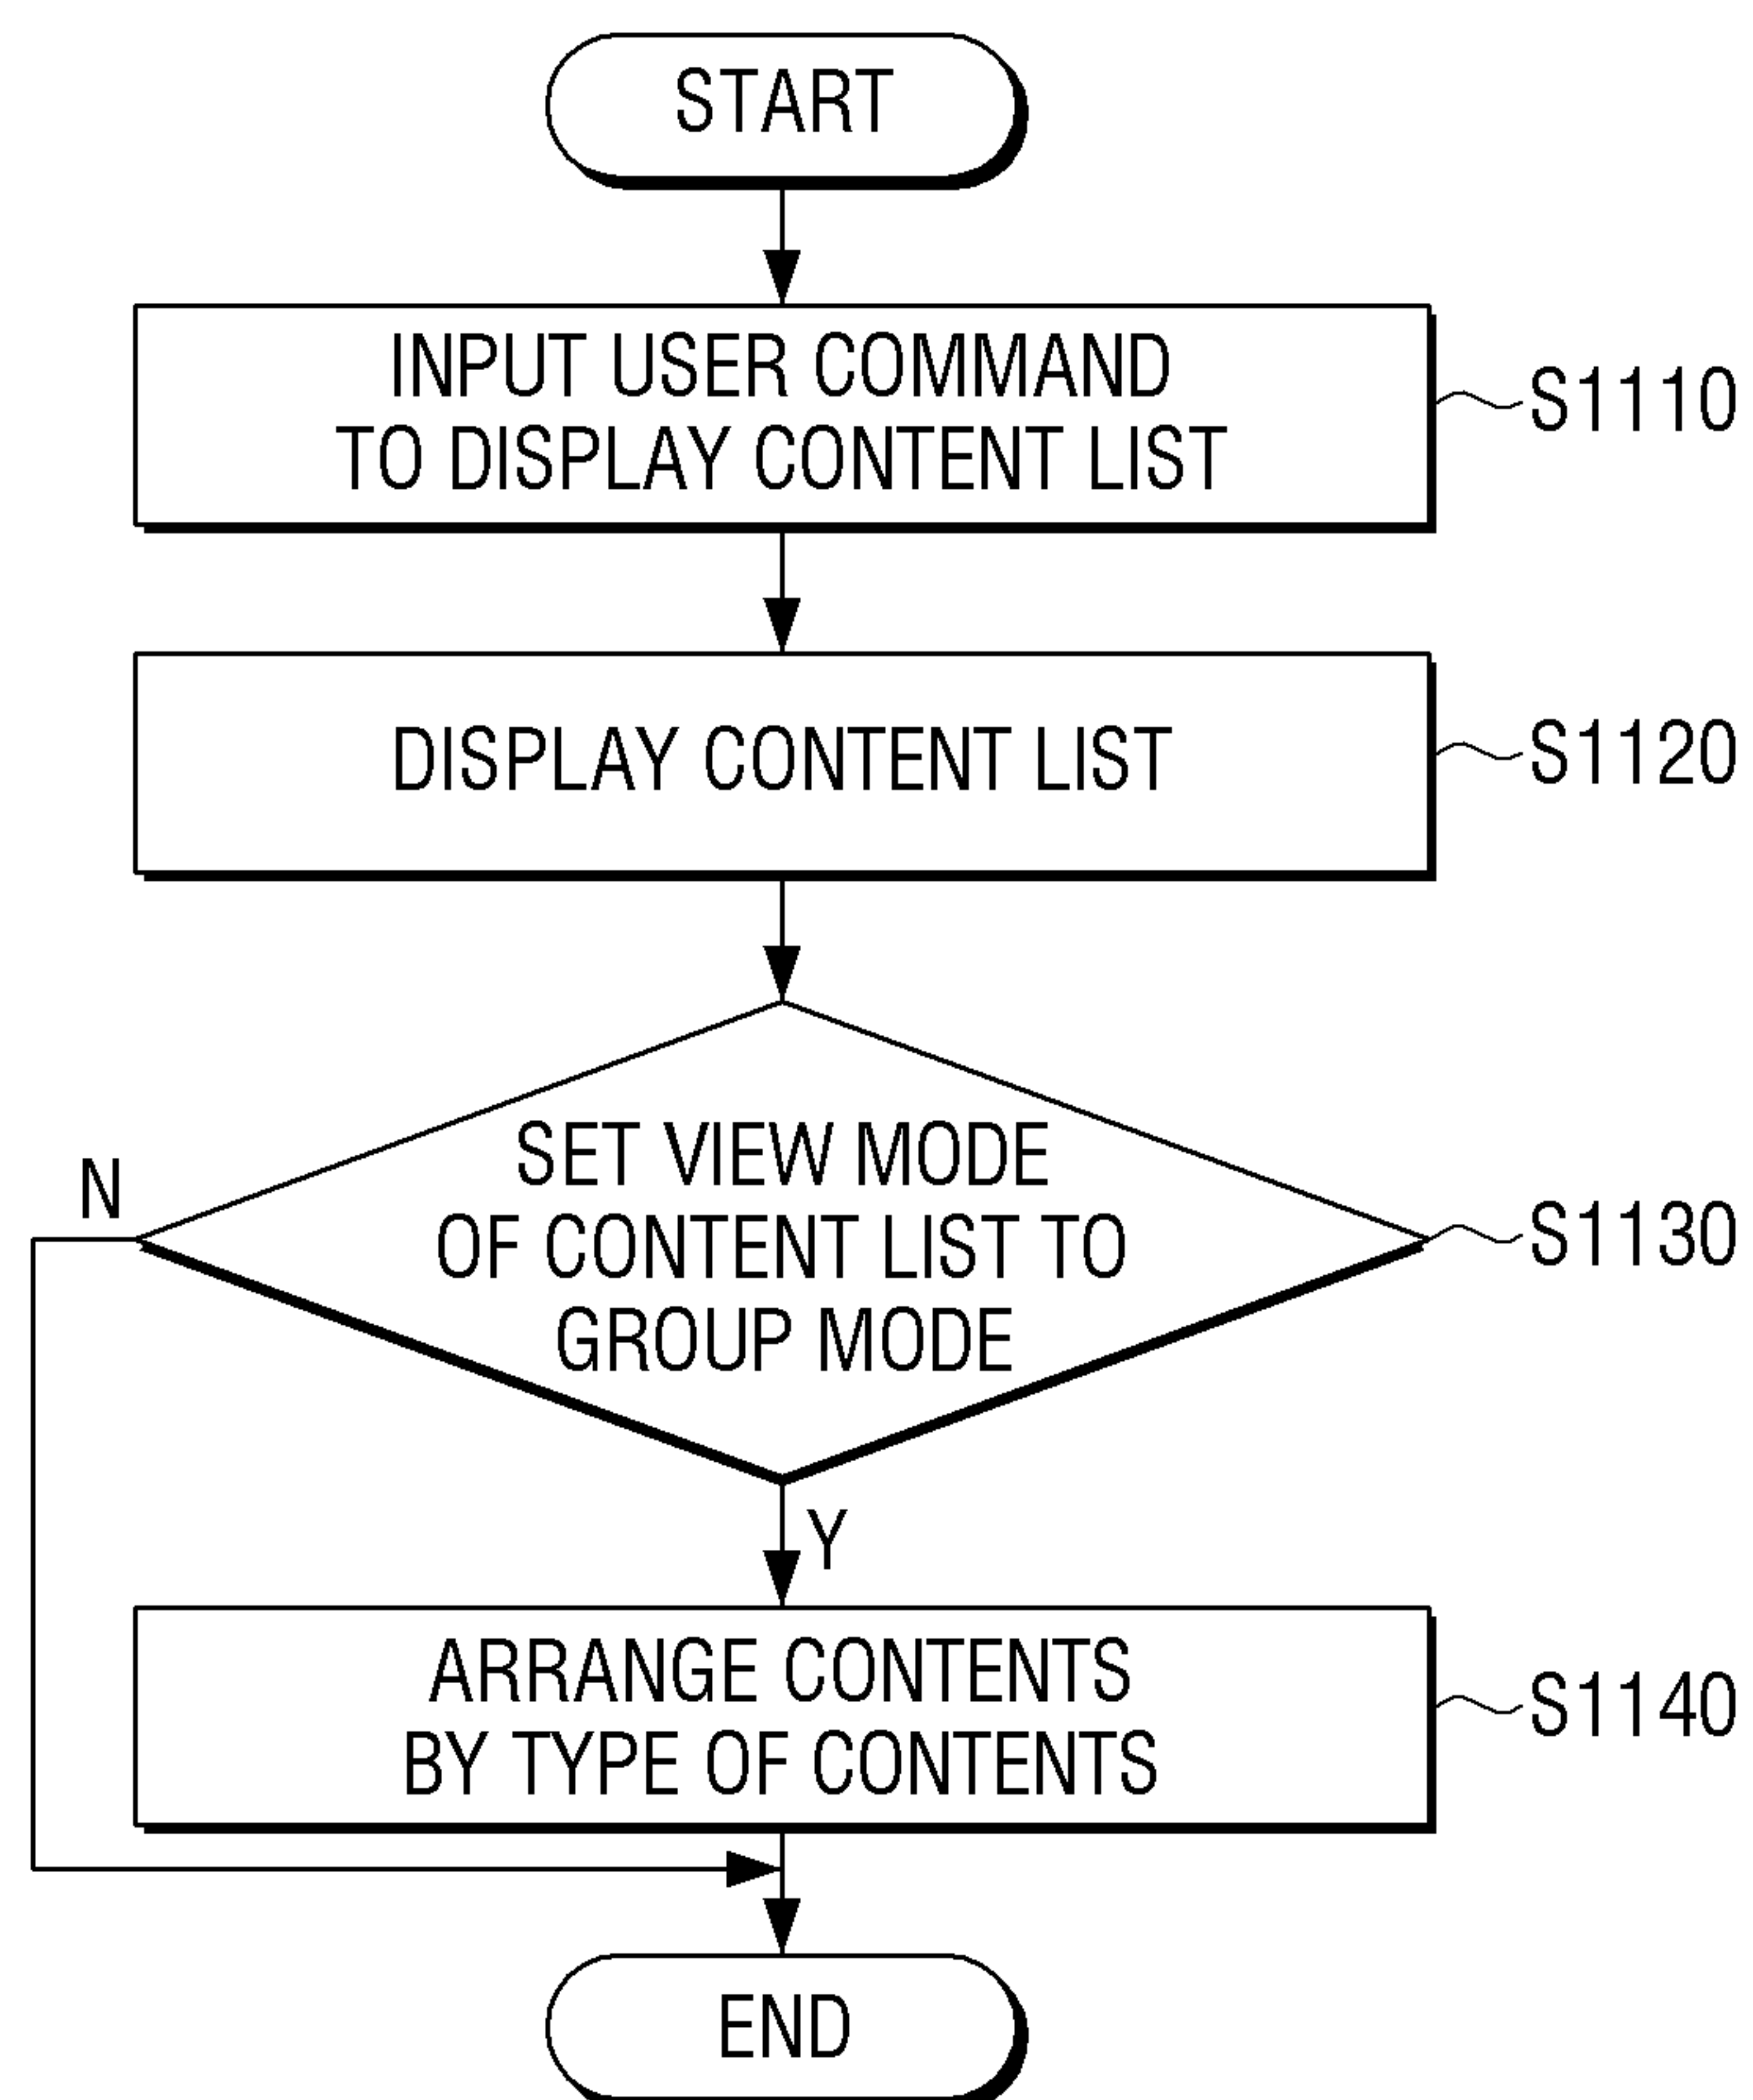 START
INPUT USER COMMAND
TO DISPLAY CONTENT LIST
S1110
DISPLAY CONTENT LIST
S1120
SET VIEW MODE
OF CONTENT LIST TO
GROUP MODE
S1130
N
Y
ARRANGE CONTENTS
BY TYPE OF CONTENTS
S1140
END